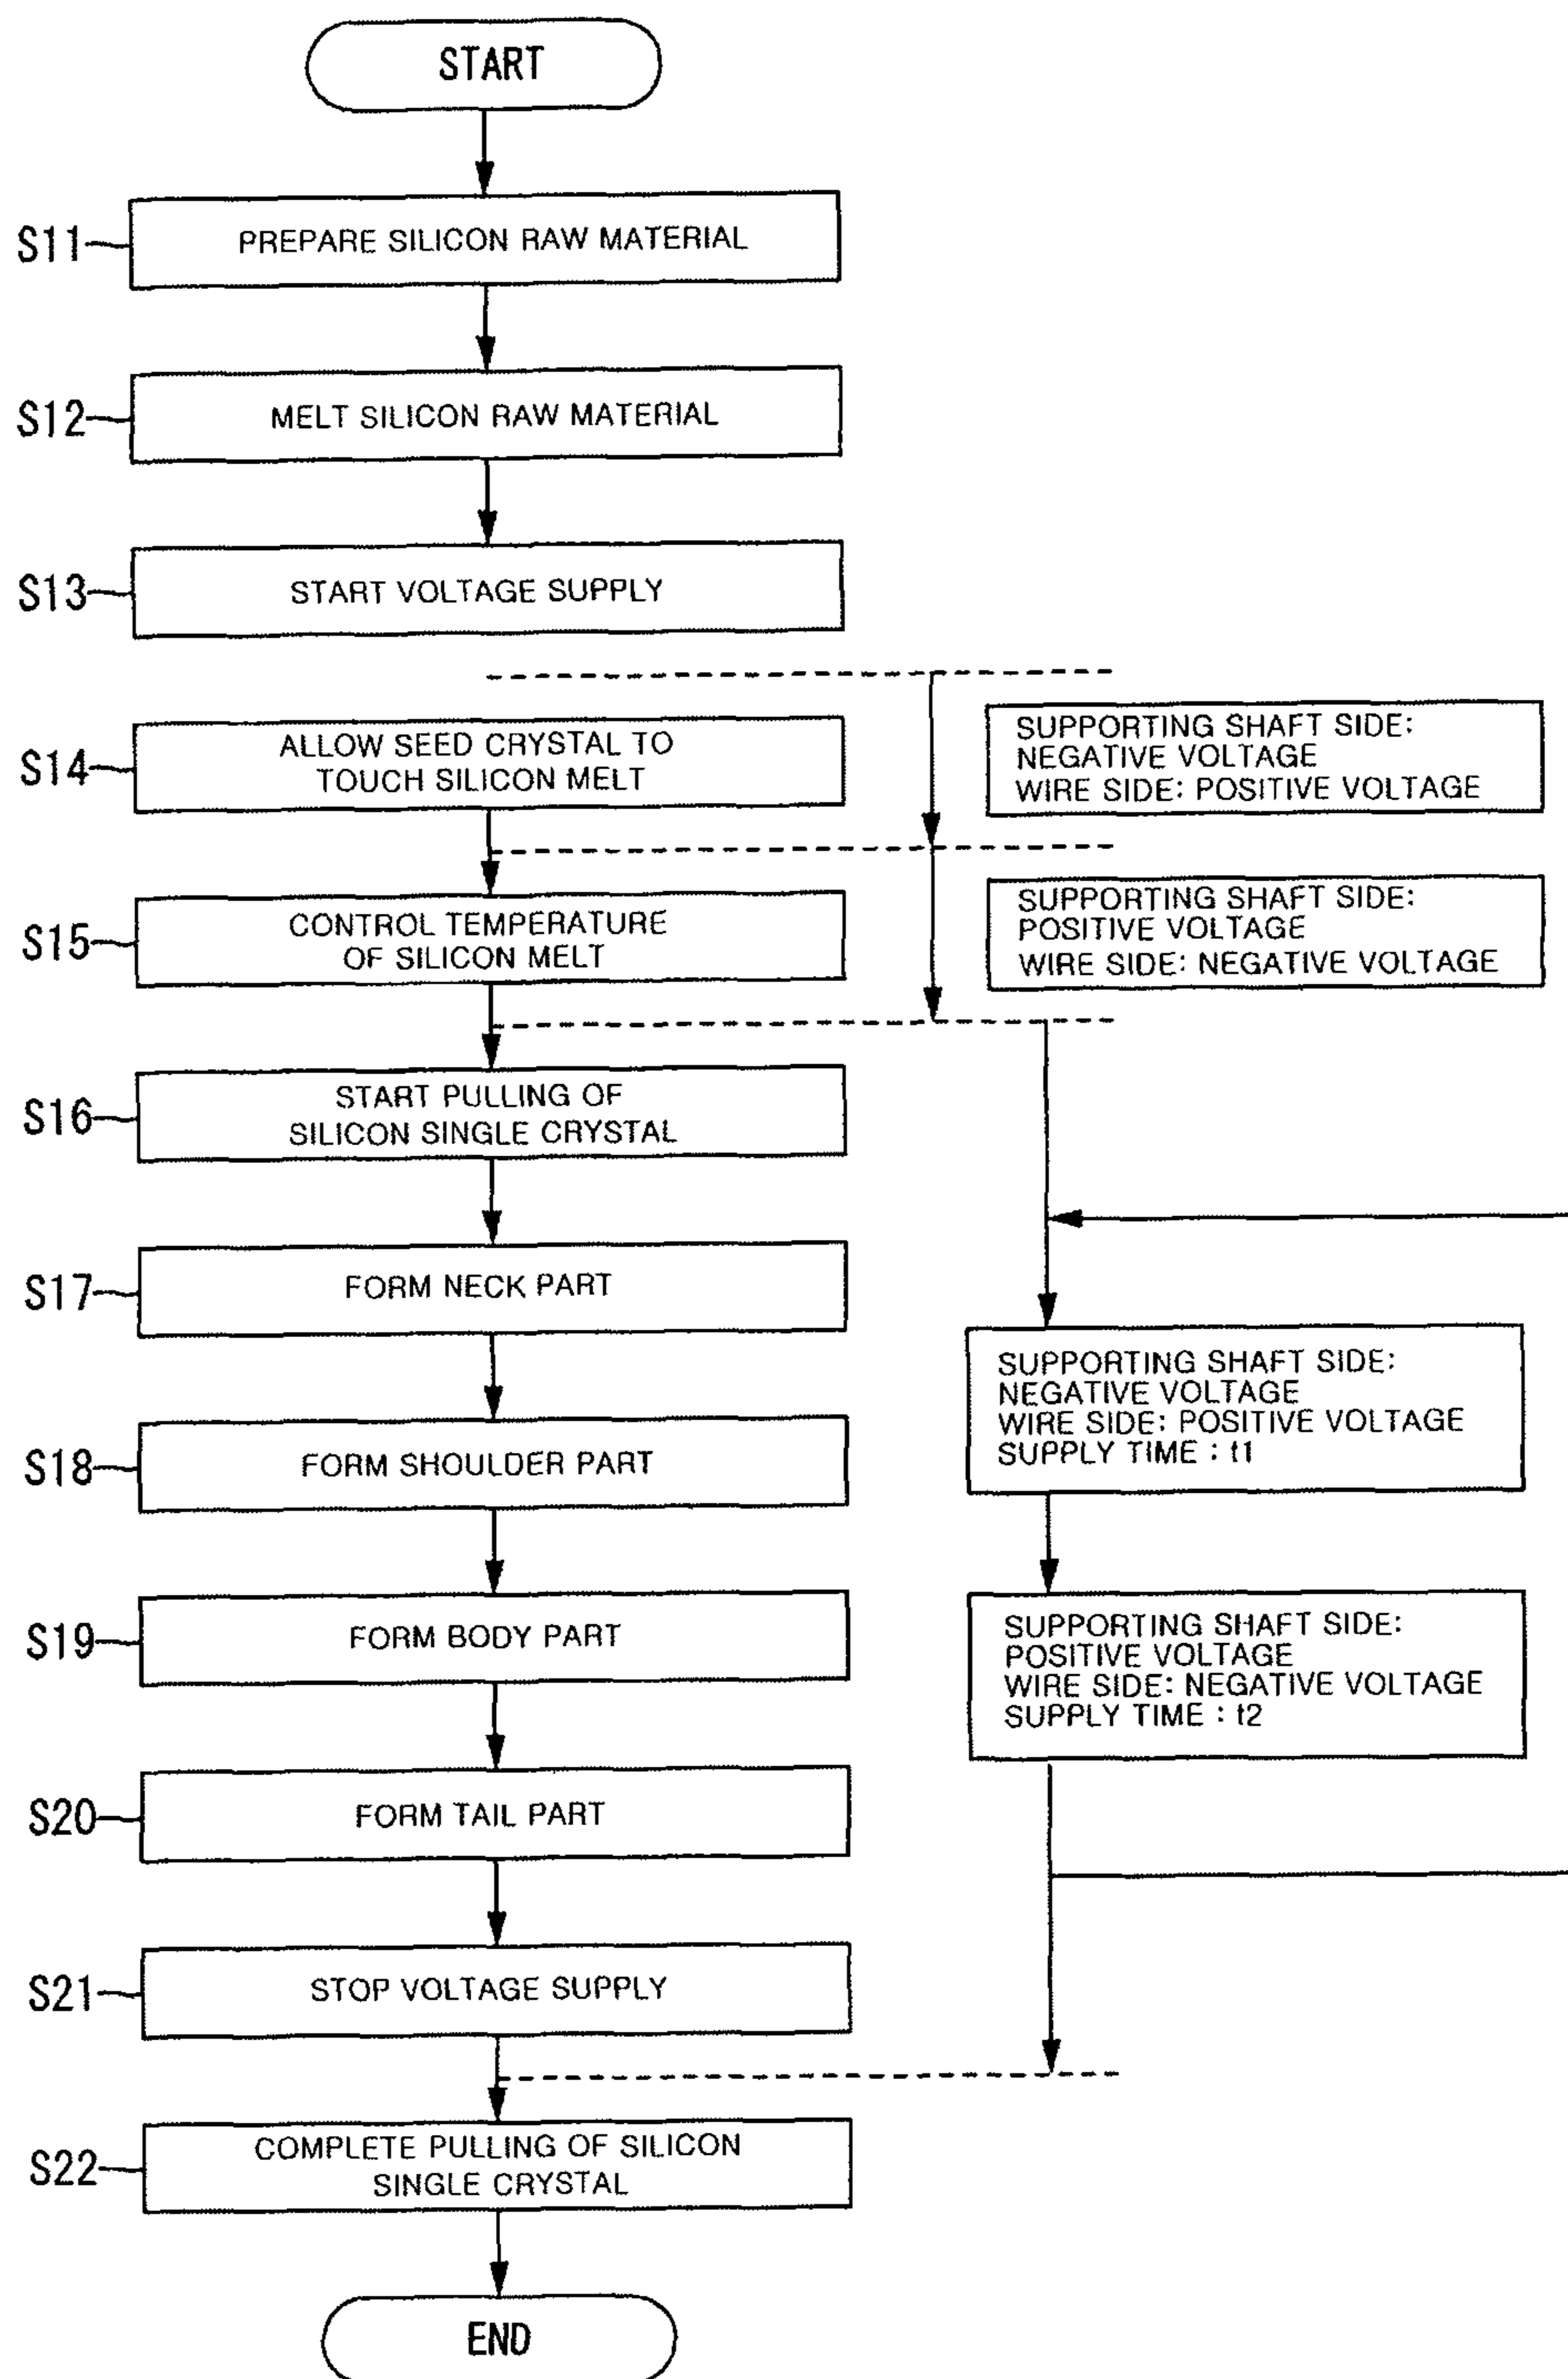 START
S11
PREPARE SILICON RAW MATERIAL
S12
MELT SILICON RAW MATERIAL
S13
START VOLTAGE SUPPLY
S14
ALLOW SEED CRYSTAL TO
TOUCH SILICON MELT
SUPPORTING SHAFT SIDE:
NEGATIVE VOLTAGE
WIRE SIDE: POSITIVE VOLTAGE
S15
CONTROL TEMPERATURE
OF SILICON MELT
SUPPORTING SHAFT SIDE:
POSITIVE VOLTAGE
WIRE SIDE: NEGATIVE VOLTAGE
S16
START PULLING OF
SILICON SINGLE CRYSTAL
S17
FORM NECK PART
S18
FORM SHOULDER PART
SUPPORTING SHAFT SIDE:
NEGATIVE VOLTAGE
WIRE SIDE: POSITIVE VOLTAGE
SUPPLY TIME : t1
S19
FORM BODY PART
SUPPORTING SHAFT SIDE:
POSITIVE VOLTAGE
WIRE SIDE: NEGATIVE VOLTAGE
SUPPLY TIME : t2
S20
FORM TAIL PART
S21
STOP VOLTAGE SUPPLY
S22
COMPLETE PULLING OF SILICON
SINGLE CRYSTAL
END